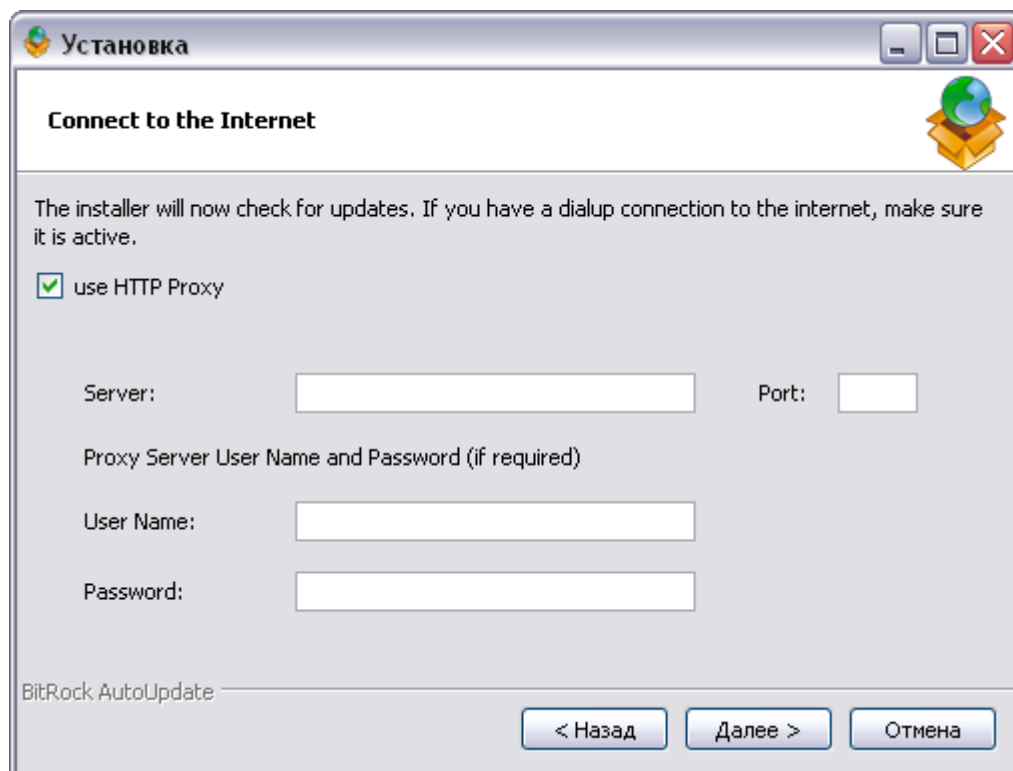 Установка
Connect to the Internet
The installer will now check for updates. If you have a dialup connection to the internet, make sure
it is active.
use HTTP Proxy
Server: Port:
Proxy Server User Name and Password (if required)
User Name:
Password:
BitRock AutoUpdate
< Назад Далее > Отмена